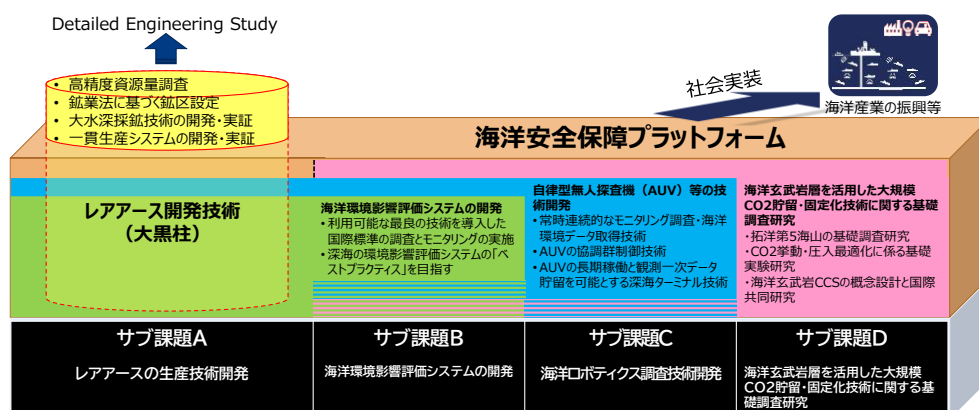 Detailed Engineering Study
• 高精度資源量調査
• 鉱業法に基づく鉱区設定
• 大水深採鉱技術の開発・実証
• 一貫生産システムの開発・実証
社会実装
海洋産業の振興等
海洋安全保障プラットフォーム
レアアース開発技術
（大黒柱）
海洋環境影響評価システムの開発
• 利用可能な最良の技術を導入した
国際標準の調査とモニタリングの実施
• 深海の環境影響評価システムの「ベ
ストプラクティス」を目指す
自律型無人探査機（AUV）等の技
術開発
• 常時連続的なモニタリング調査・海洋
環境データ取得技術
• AUVの協調群制御技術
• AUVの長期稼働と観測一次データ
貯留を可能とする深海ターミナル技術
海洋玄武岩層を活用した大規模
CO2貯留・固定化技術に関する基礎
調査研究
・拓洋第5海山の基礎調査研究
・CO2挙動・圧入最適化に係る基礎
実験研究
・海洋玄武岩CCSの概念設計と国際
共同研究
サブ課題A
レアアースの生産技術開発
サブ課題B
海洋環境影響評価システムの開発
サブ課題C
海洋ロボティクス調査技術開発
サブ課題D
海洋玄武岩層を活用した大規模
CO2貯留・固定化技術に関する基
礎調査研究